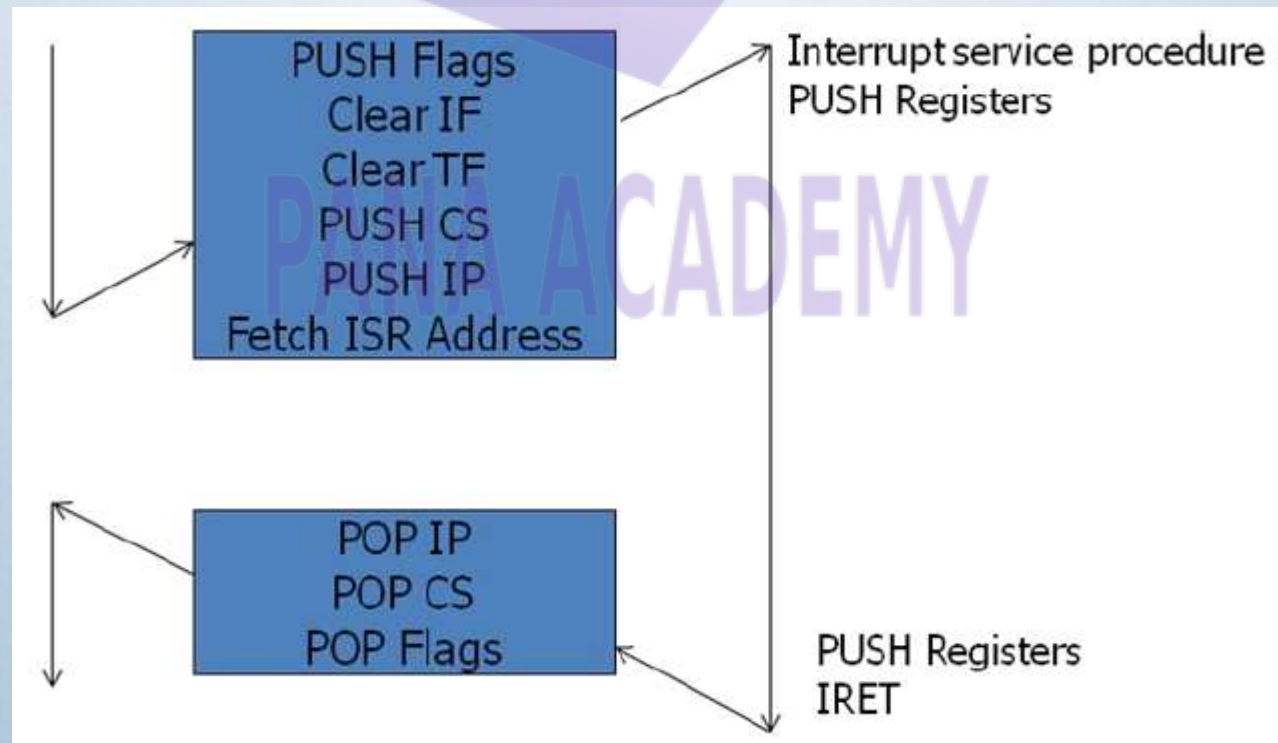 PUSH Flags
Clear IF
Clear TF
PUSH CS
PUSH IP
Fetch ISR Address
Interrupt service procedure
PUSH Registers
PANA ACADEMY
POP IP
POP CS
POP Flags
PUSH Registers
IRET